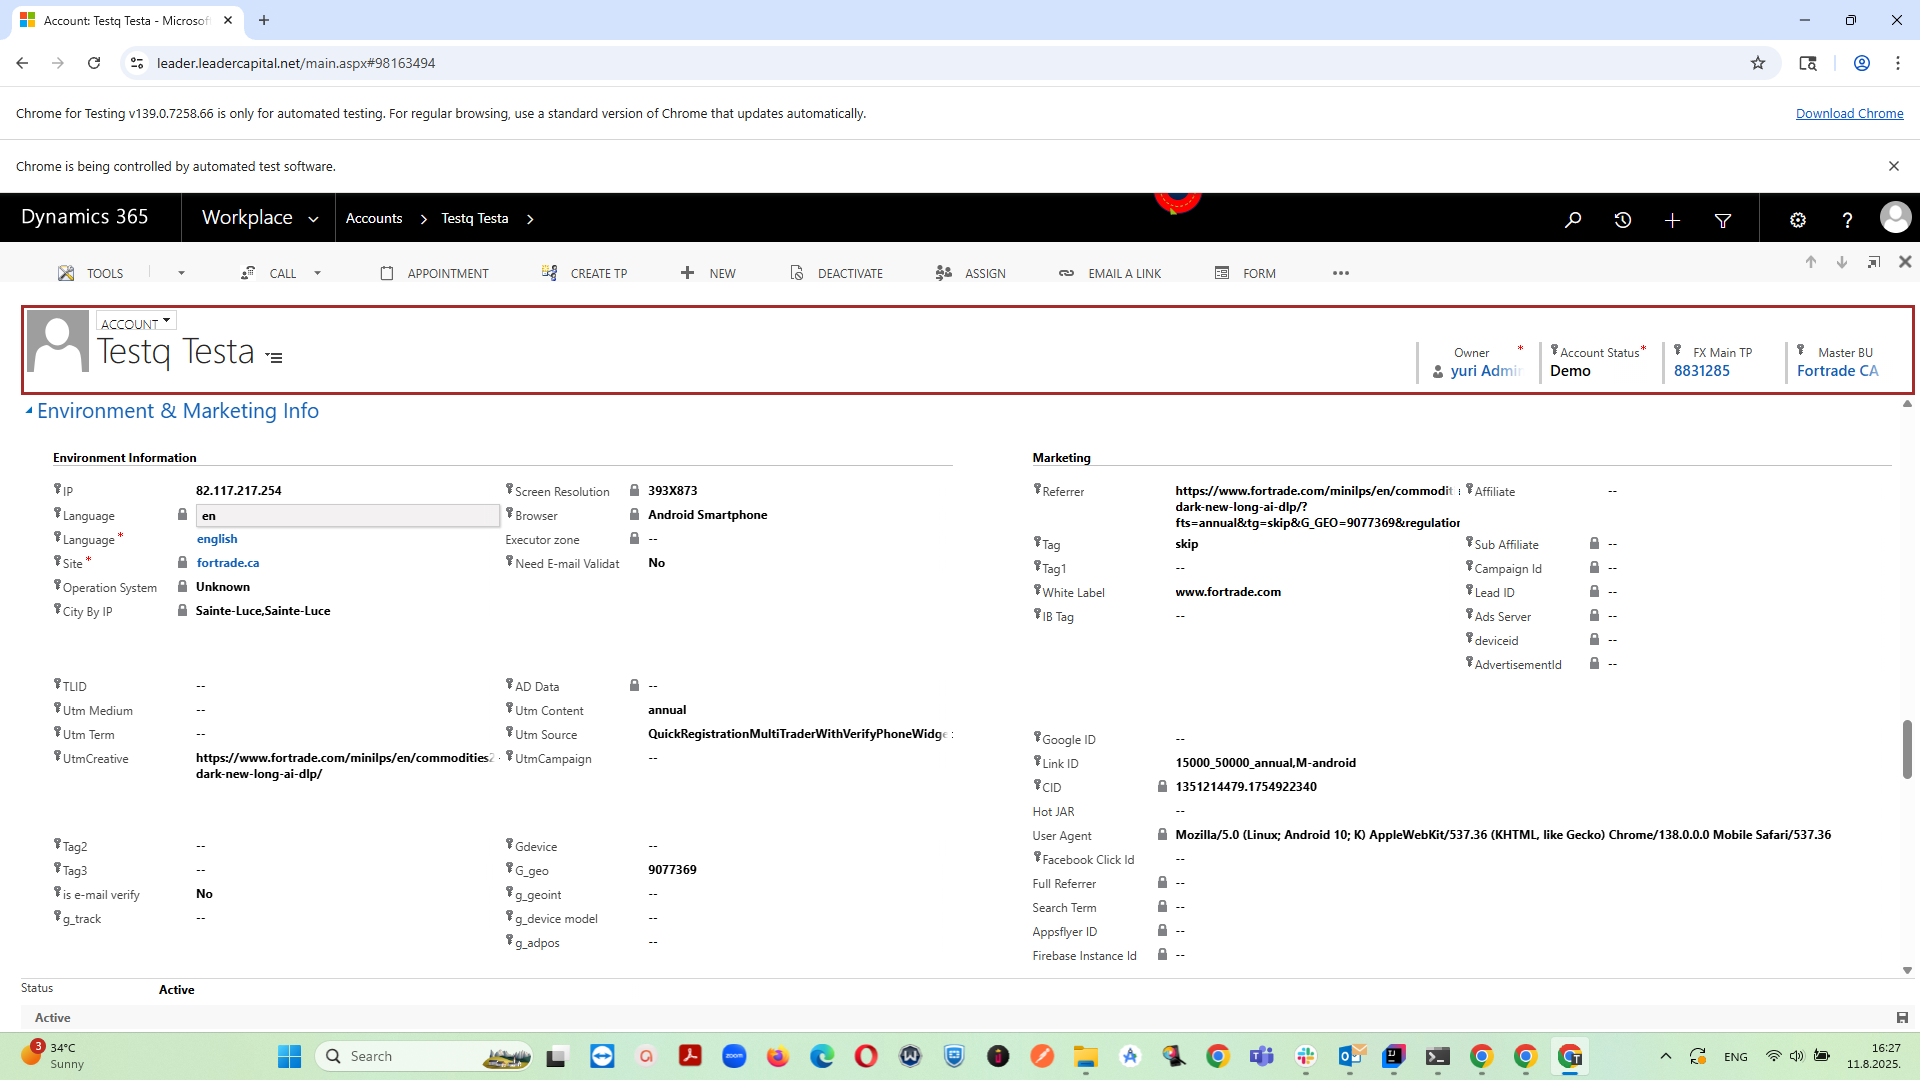 Account: Testq Testa - Microsof
leader.leadercapital.net/main.aspx#98163494
Chrome for Testing v139.0.7258.66 is only for automated testing. For regular browsing, use a standard version of Chrome that updates automatically.
Download Chrome
Chrome is being controlled by automated test software.
Dynamics 365
Workplace
Accounts
Testq Testa
TOOLS
CALL
APPOINTMENT
CREATE TP
NEW
DEACTIVATE
ASSIGN
EMAIL A LINK
FORM
ACCOUNT
Testq Testa
Owner *
yuri Admin
Account Status *
Demo
FX Main TP
8831285
Master BU
Fortrade CA
Environment & Marketing Info
Environment Information
IP 82.117.217.254
Language en
Language * english
Site * fortrade.ca
Operation System Unknown
City By IP Sainte-Luce,Sainte-Luce
Screen Resolution 393X873
Browser Android Smartphone
Executor zone --
Need E-mail Validat No
TLID --
Utm Medium --
Utm Term --
UtmCreative https://www.fortrade.com/minilps/en/commodities2
dark-new-long-ai-dlp/
AD Data --
Utm Content annual
Utm Source QuickRegistrationMultiTraderWithVerifyPhoneWidge
UtmCampaign --
Tag2 --
Tag3 --
is e-mail verify No
g_track --
Gdevice --
G_geo 9077369
g_geoint --
g_device model --
g_adpos --
Marketing
Referrer https://www.fortrade.com/minilps/en/commodit
dark-new-long-ai-dlp/?
fts=annual&tg=skip&G_GEO=9077369&regulation
Tag skip
Tag1 --
White Label www.fortrade.com
IB Tag --
Affiliate --
Sub Affiliate --
Campaign Id --
Lead ID --
Ads Server --
deviceid --
AdvertisementId --
Google ID --
Link ID 15000_50000_annual,M-android
CID 1351214479.1754922340
Hot JAR --
User Agent Mozilla/5.0 (Linux; Android 10; K) AppleWebKit/537.36 (KHTML, like Gecko) Chrome/138.0.0.0 Mobile Safari/537.36
Facebook Click Id --
Full Referrer --
Search Term --
Appsflyer ID --
Firebase Instance Id --
Status Active
Active
3
34°C
Sunny
Search
zoom
ENG
16:27
11.8.2025.